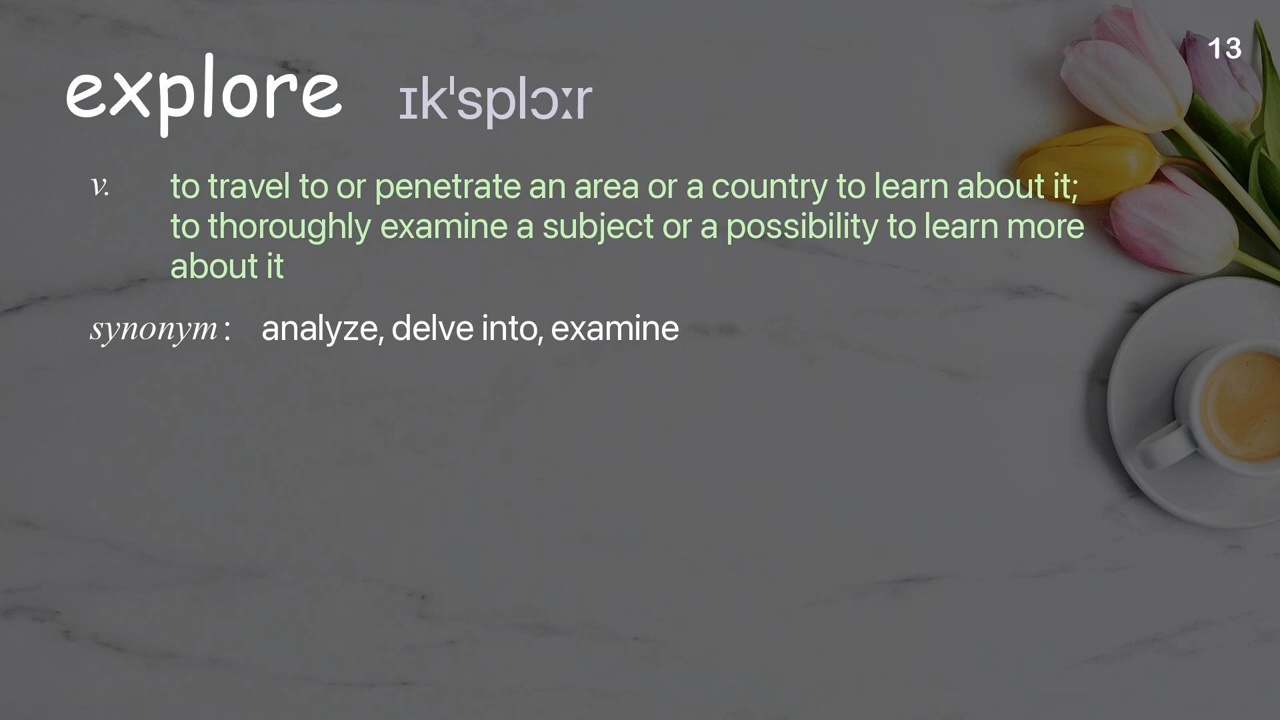 13
explore ɪkˈsplɔːr
v. to travel to or penetrate an area or a country to learn about it;
to thoroughly examine a subject or a possibility to learn more
about it
synonym: analyze, delve into, examine